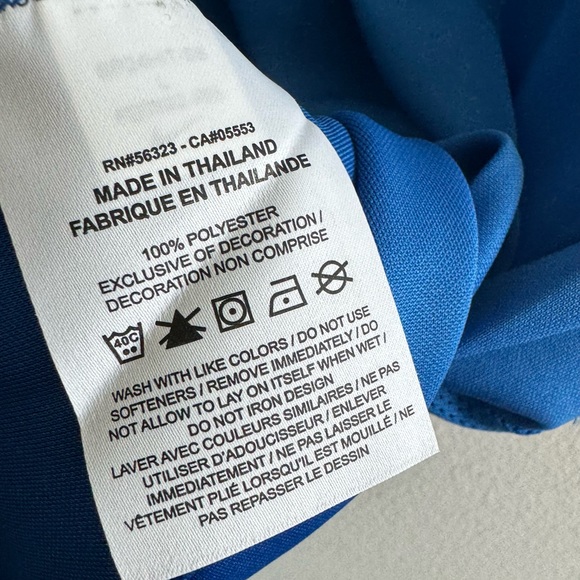 RN#56323 - CA#05553
MADE IN THAILAND
FABRIQUE EN THAILANDE
100% POLYESTER
EXCLUSIVE OF DECORATION /
DECORATION NON COMPRISE
40C
WASH WITH LIKE COLORS / DO NOT USE
SOFTENERS / REMOVE IMMEDIATELY / DO
NOT ALLOW TO LAY ON ITSELF WHEN WET /
DO NOT IRON DESIGN
LAVER AVEC COULEURS SIMILAIRES / NE PAS
UTILISER D'ADOUCISSEUR / ENLEVER
IMMEDIATEMENT / NE PAS LAISSER LE
VÊTEMENT PLIÉ LORSQU'IL EST MOUILLÉ / NE
PAS REPASSER LE DESSIN